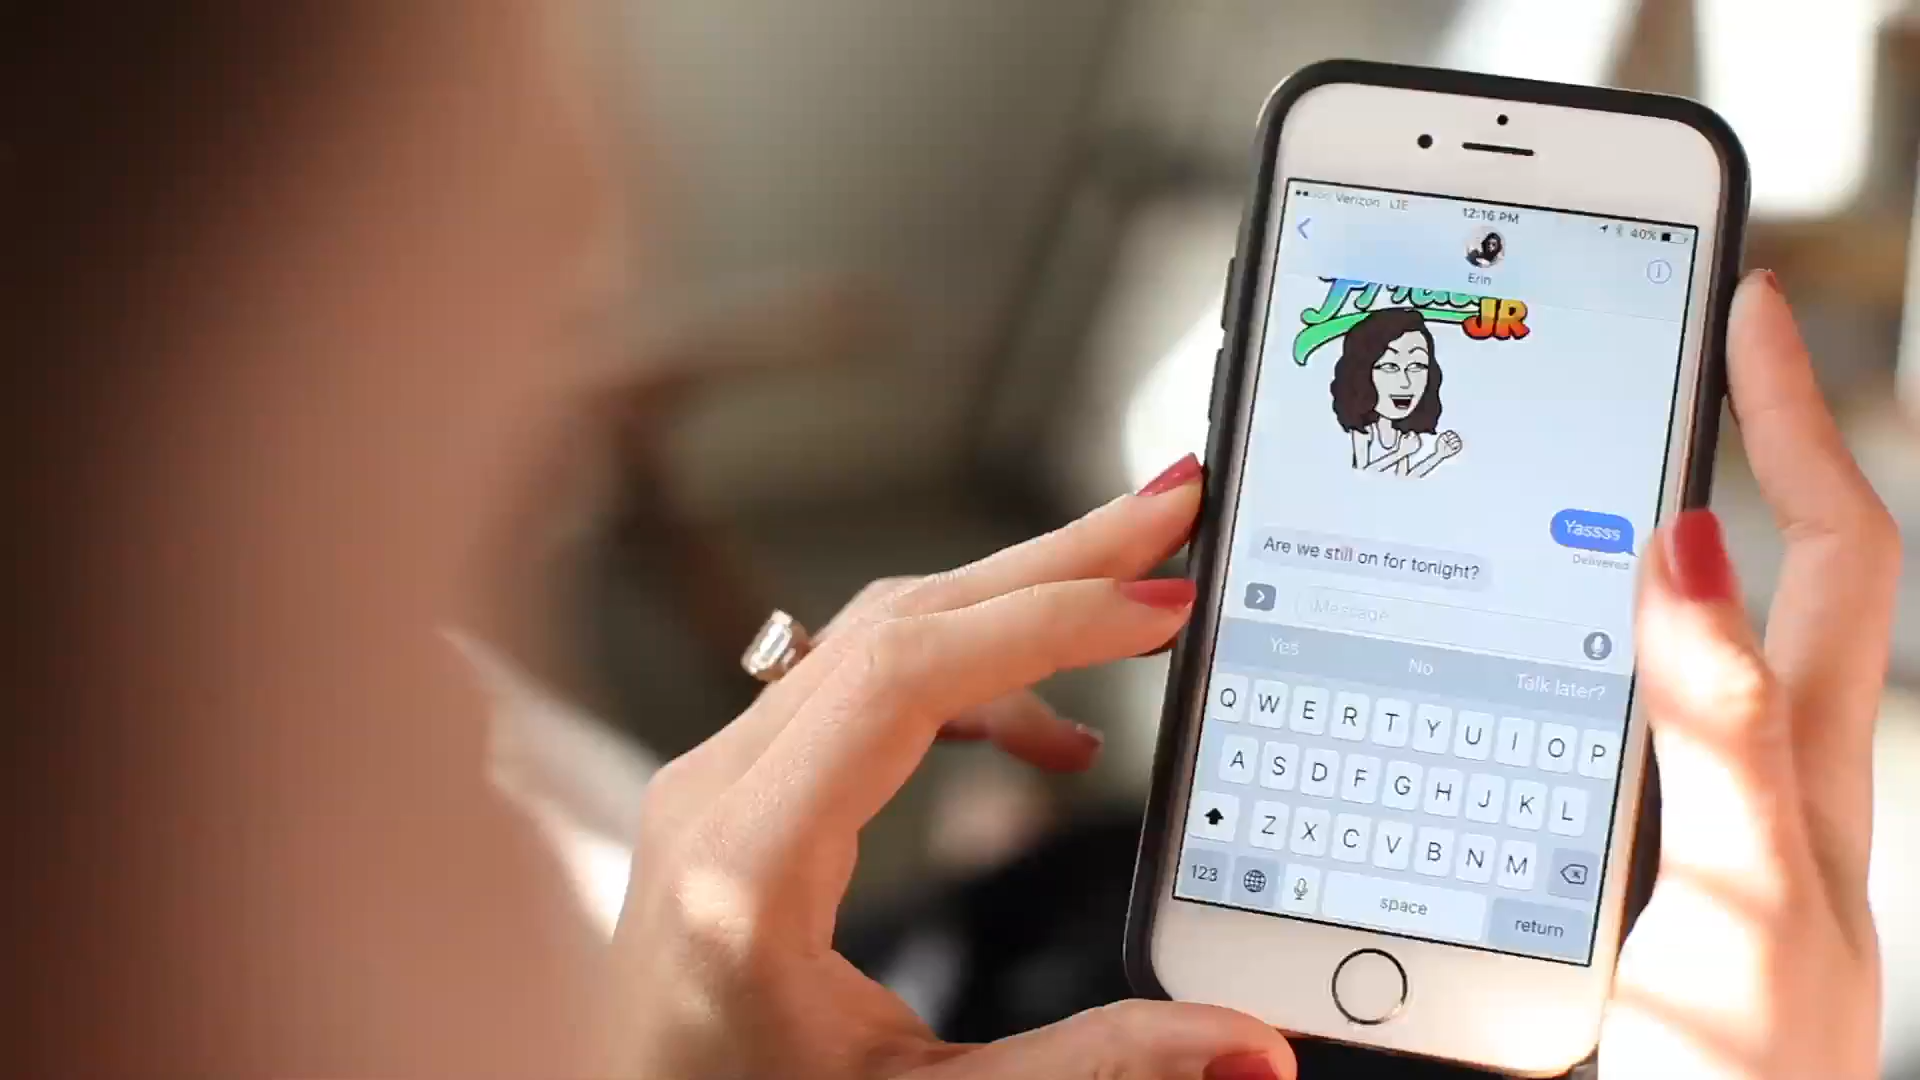 Verizon LTE
12:16 PM
40%
Erin
JR
Yassss
Delivered
Are we still on for tonight?
iMessage
Yes No Talk later?
Q W E R T Y U I O P
A S D F G H J K L
Z X C V B N M
123 space return